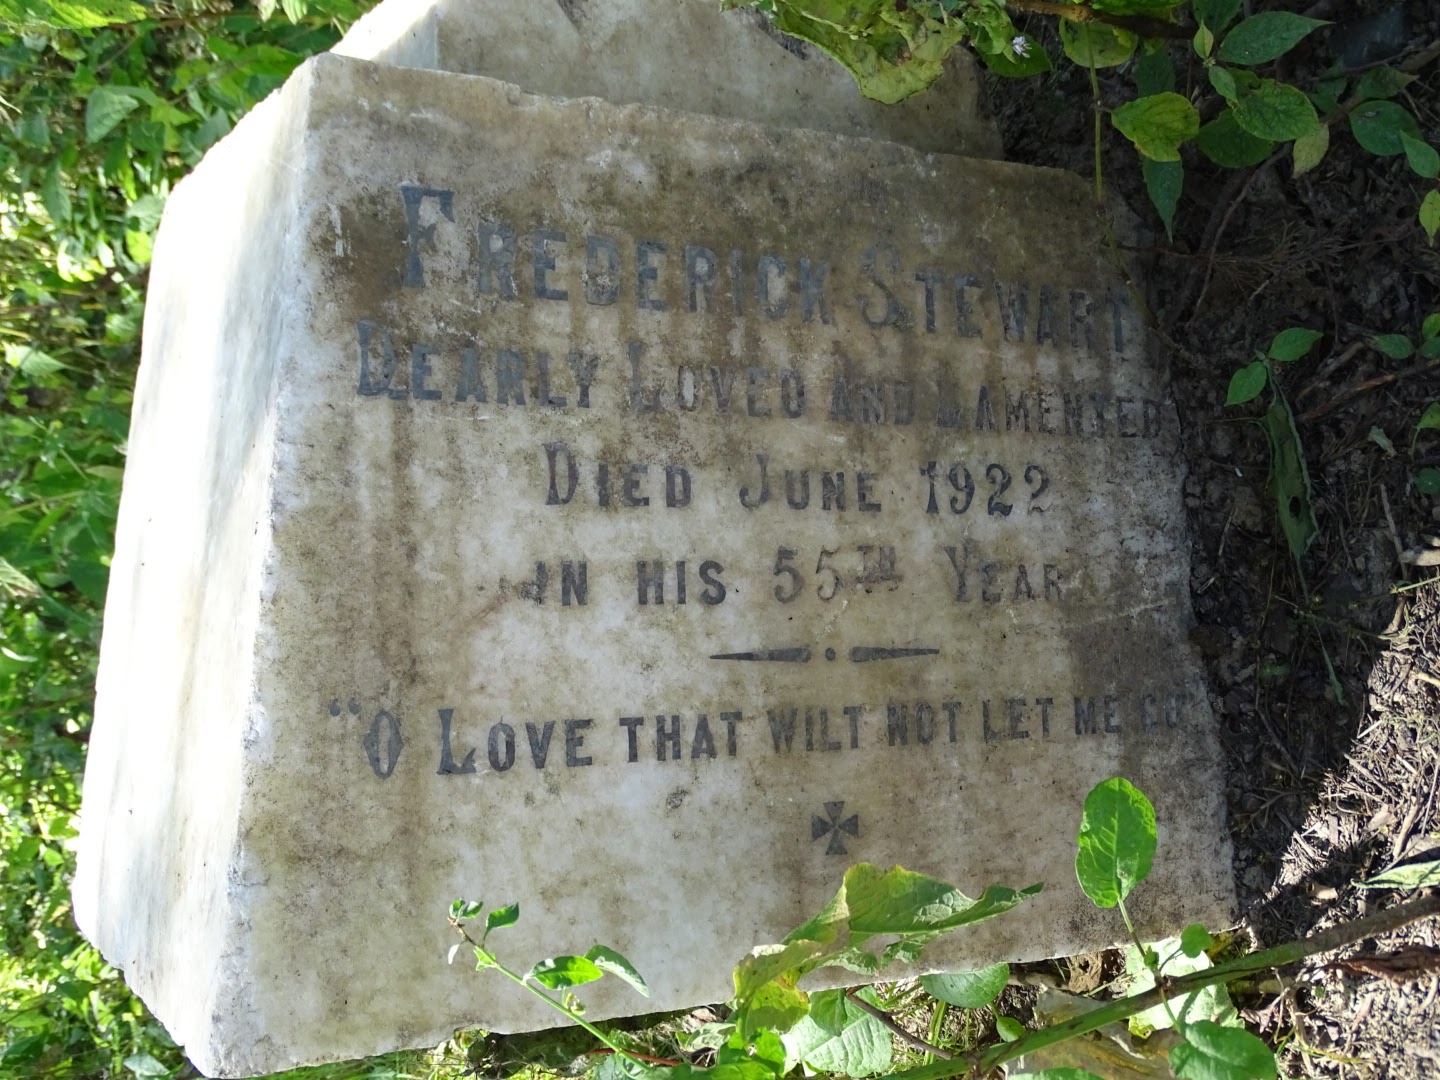 FREDERICK STEWART
DEARLY LOVED AND LAMENTED
DIED JUNE 1922
IN HIS 55TH YEAR
"O LOVE THAT WILT NOT LET ME GO"